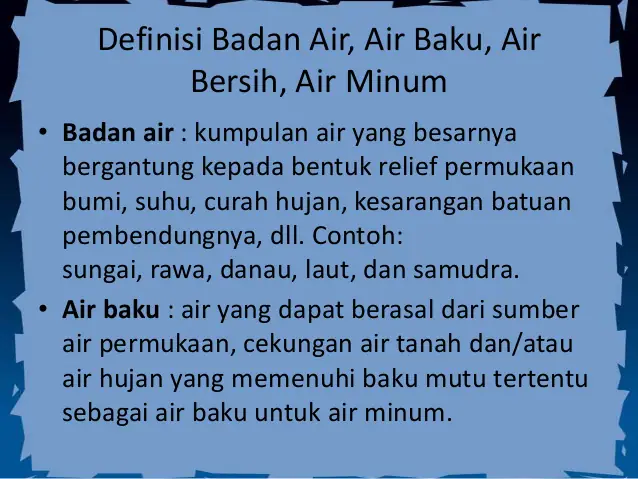 Definisi Badan Air, Air Baku, Air
Bersih, Air Minum
• Badan air : kumpulan air yang besarnya
bergantung kepada bentuk relief permukaan
bumi, suhu, curah hujan, kesarangan batuan
pembendungnya, dll. Contoh:
sungai, rawa, danau, laut, dan samudra.
• Air baku : air yang dapat berasal dari sumber
air permukaan, cekungan air tanah dan/atau
air hujan yang memenuhi baku mutu tertentu
sebagai air baku untuk air minum.